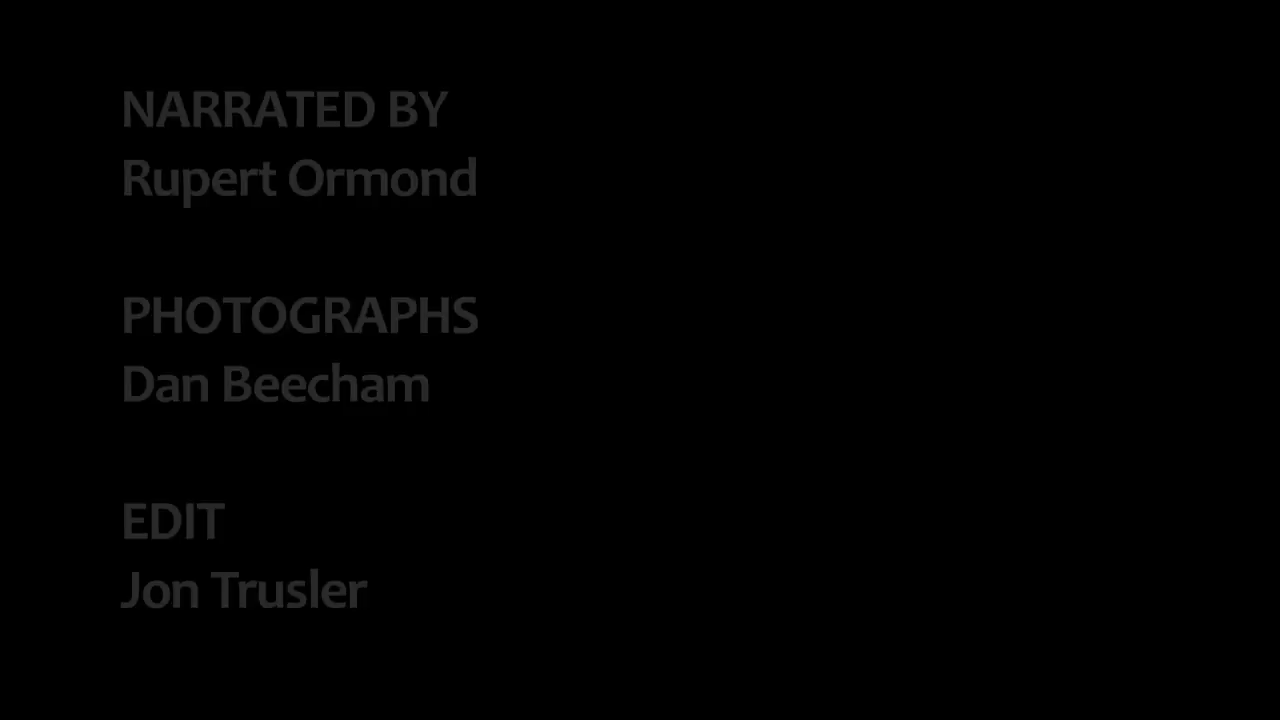 NARRATED BY
Rupert Ormond
PHOTOGRAPHS
Dan Beecham
EDIT
Jon Trusler